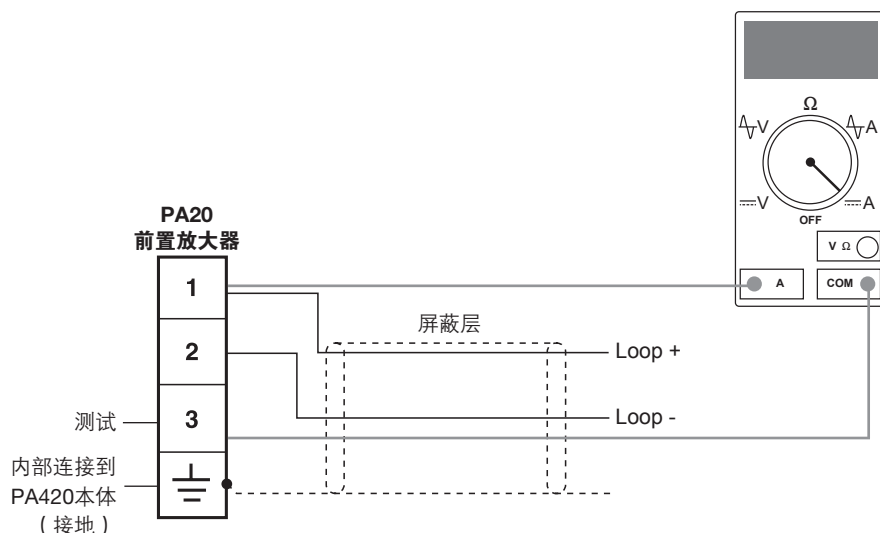 Ω
V
A
V
A
OFF
V Ω
A
COM
PA20
前置放大器
1
屏蔽层
2
Loop +
测试
3
Loop -
内部连接到
PA420本体
（接地）